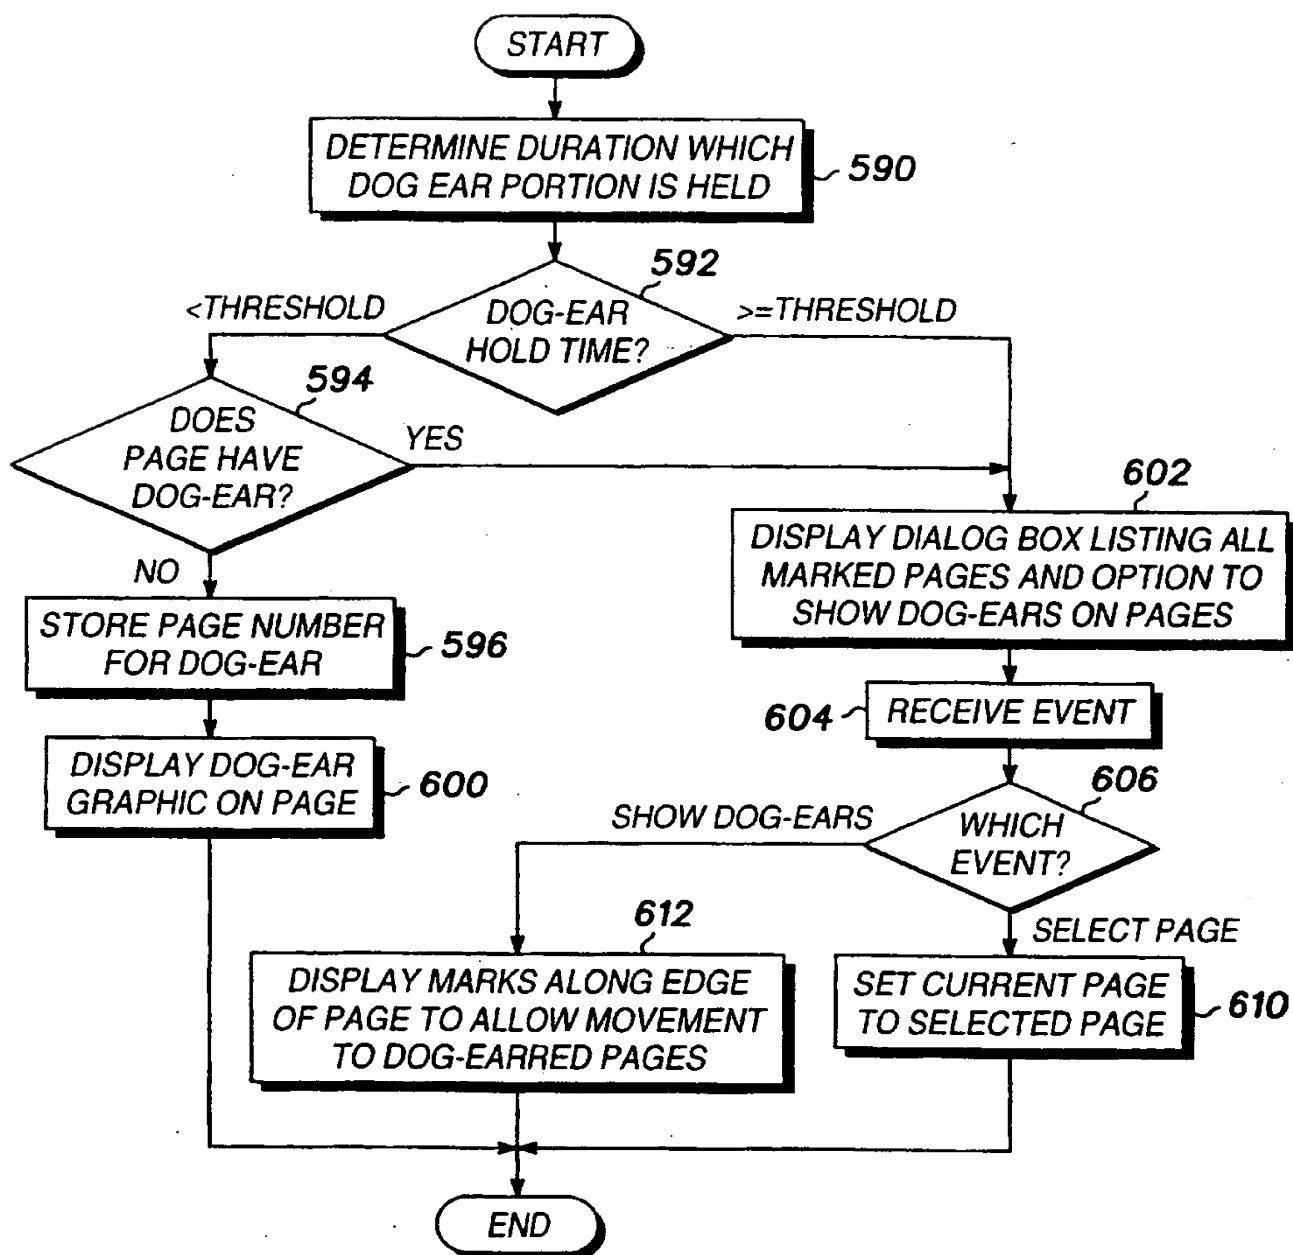 START
DETERMINE DURATION WHICH
DOG EAR PORTION IS HELD
590
592
<THRESHOLD
DOG-EAR
HOLD TIME?
>=THRESHOLD
594
DOES
PAGE HAVE
DOG-EAR?
YES
NO
602
DISPLAY DIALOG BOX LISTING ALL
MARKED PAGES AND OPTION TO
SHOW DOG-EARS ON PAGES
STORE PAGE NUMBER
FOR DOG-EAR
596
604
RECEIVE EVENT
DISPLAY DOG-EAR
GRAPHIC ON PAGE
600
606
SHOW DOG-EARS
WHICH
EVENT?
612
SELECT PAGE
DISPLAY MARKS ALONG EDGE
OF PAGE TO ALLOW MOVEMENT
TO DOG-EARRED PAGES
SET CURRENT PAGE
TO SELECTED PAGE
610
END